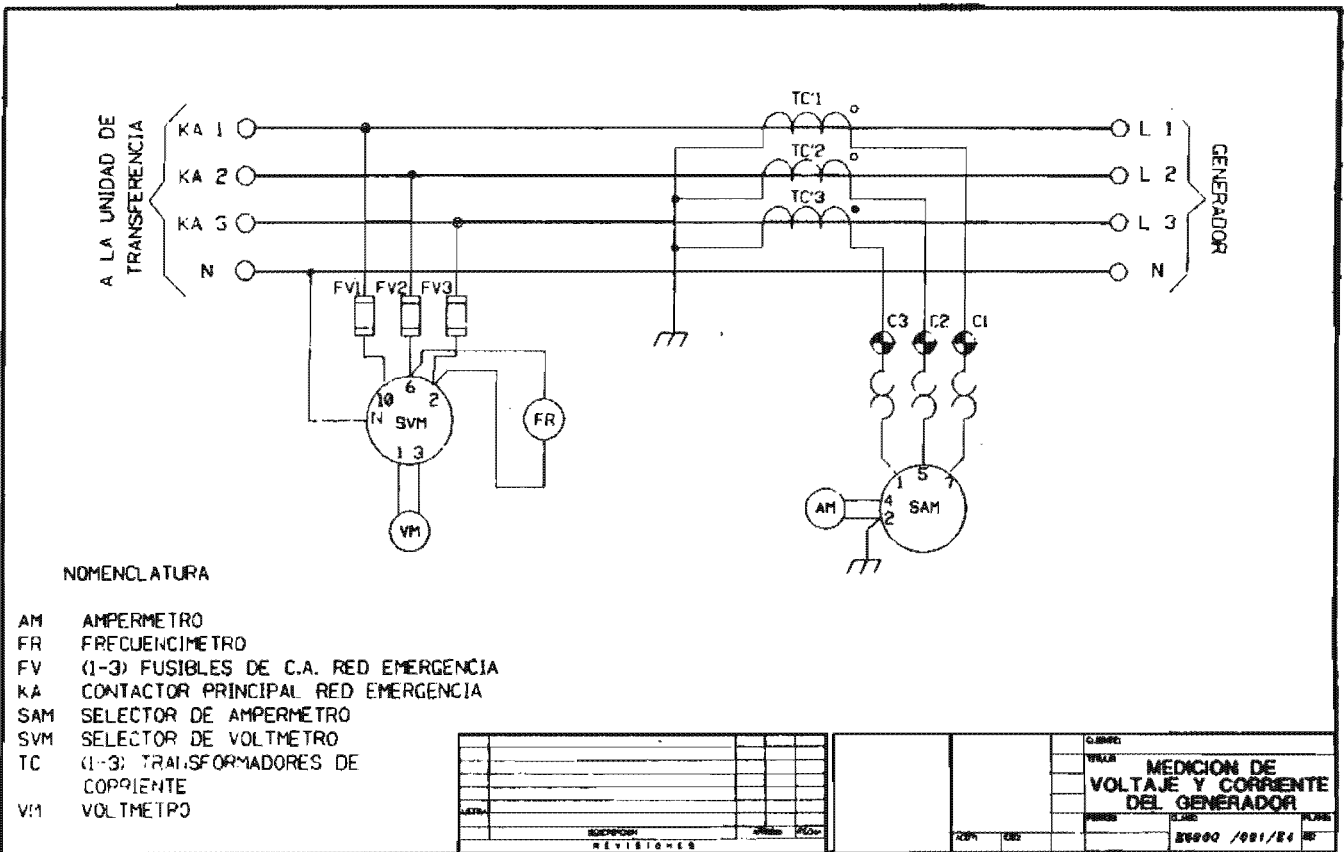 A LA UNIDAD DE
TRANSFERENCIA
KA 1
KA 2
KA 3
N
TC'1
TC'2
TC'3
L 1
L 2
L 3
N
GENERADOR
FV1 FV2 FV3
C3 C2 C1
10 6 2
N SVM
1 3
FR
VM
1 5 7
4 SAM
2
AM
NOMENCLATURA
AM AMPERMETRO
FR FRECUENCIMETRO
FV (1-3) FUSIBLES DE C.A. RED EMERGENCIA
KA CONTACTOR PRINCIPAL RED EMERGENCIA
SAM SELECTOR DE AMPERMETRO
SVM SELECTOR DE VOLTMETRO
TC (1-3) TRANSFORMADORES DE
CORRIENTE
VM VOLTMETRO
REVISIONES
MEDICION DE
VOLTAJE Y CORRIENTE
DEL GENERADOR